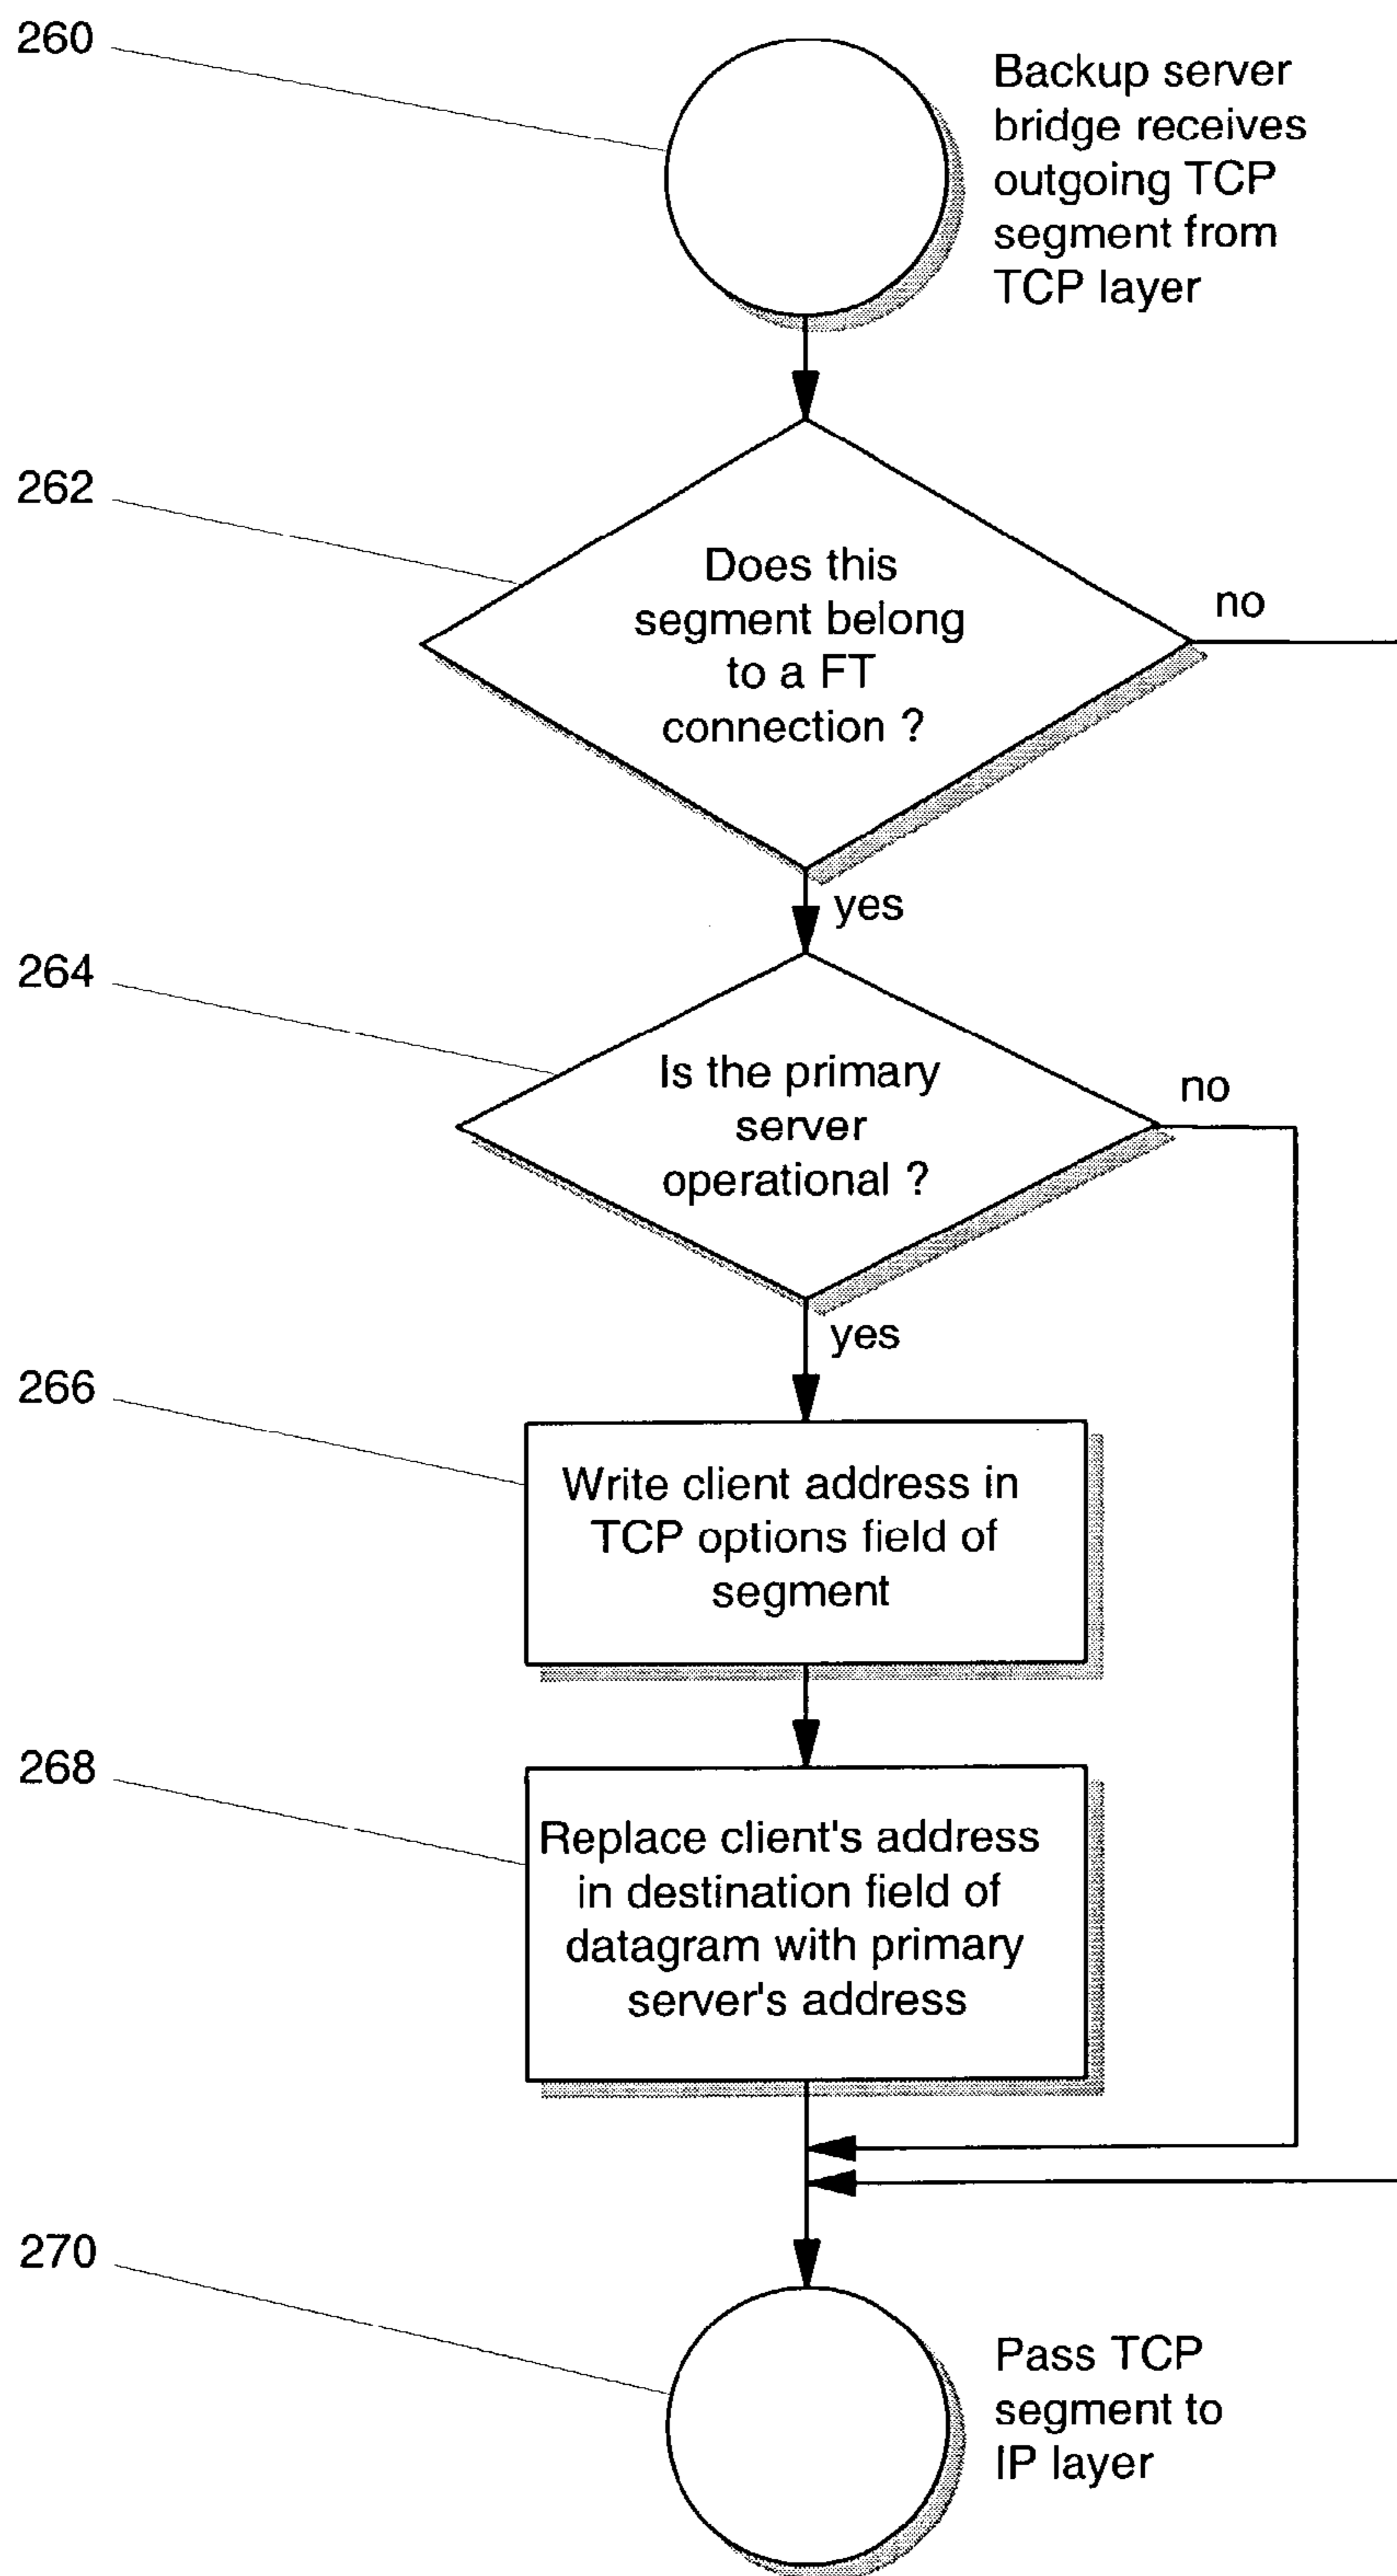 260
Backup server
bridge receives
outgoing TCP
segment from
TCP layer
262
Does this
segment belong
to a FT
connection ?
no
yes
264
Is the primary
server
operational ?
no
yes
266
Write client address in
TCP options field of
segment
268
Replace client's address
in destination field of
datagram with primary
server's address
270
Pass TCP
segment to
IP layer